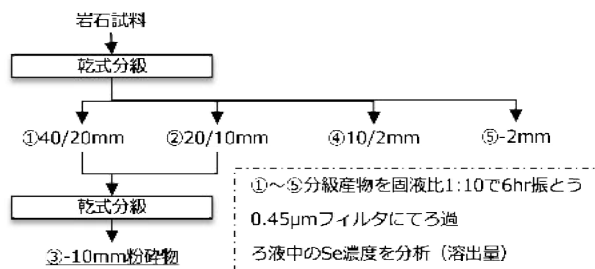 岩石試料
乾式分級
①40/20mm
②20/10mm
④10/2mm
⑤-2mm
乾式分級
③-10mm粉砕物
①～⑤分級産物を固液比1:10で6hr振とう
0.45μmフィルタにてろ過
ろ液中のSe濃度を分析（溶出量）